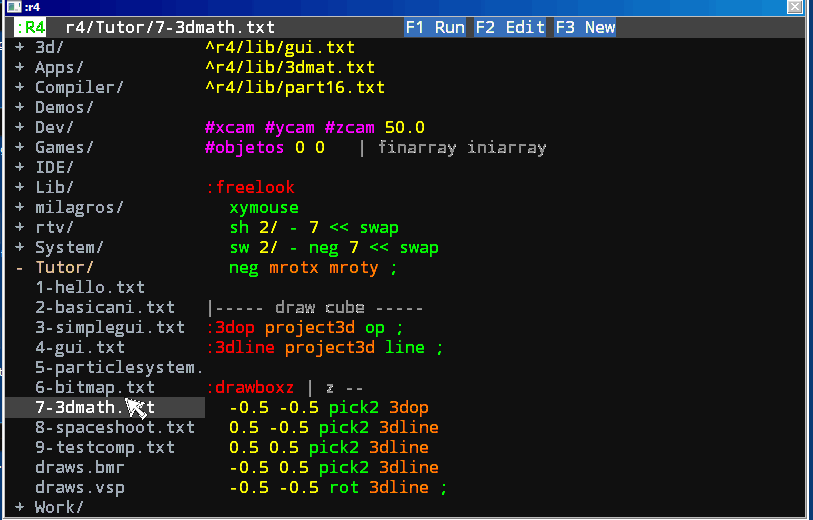 :r4
:R4 r4/Tutor/7-3dmath.txt F1 Run F2 Edit F3 New
+ 3d/ ^r4/lib/gui.txt
+ Apps/ ^r4/lib/3dmat.txt
+ Compiler/ ^r4/lib/part16.txt
+ Demos/
+ Dev/ #xcam #ycam #zcam 50.0
+ Games/ #objetos 0 0 | finarray iniarray
+ IDE/
+ Lib/ :freelook
+ milagros/ xymouse
+ rtv/ sh 2/ - 7 << swap
+ System/ sw 2/ - neg 7 << swap
- Tutor/ neg mrotx mroty ;
1-hello.txt
2-basicani.txt |----- draw cube -----
3-simplegui.txt :3dop project3d op ;
4-gui.txt :3dline project3d line ;
5-particlesystem.
6-bitmap.txt :drawboxz | z --
7-3dmath.txt -0.5 -0.5 pick2 3dop
8-spaceshoot.txt 0.5 -0.5 pick2 3dline
9-testcomp.txt 0.5 0.5 pick2 3dline
draws.bmr -0.5 0.5 pick2 3dline
draws.vsp -0.5 -0.5 rot 3dline ;
+ Work/